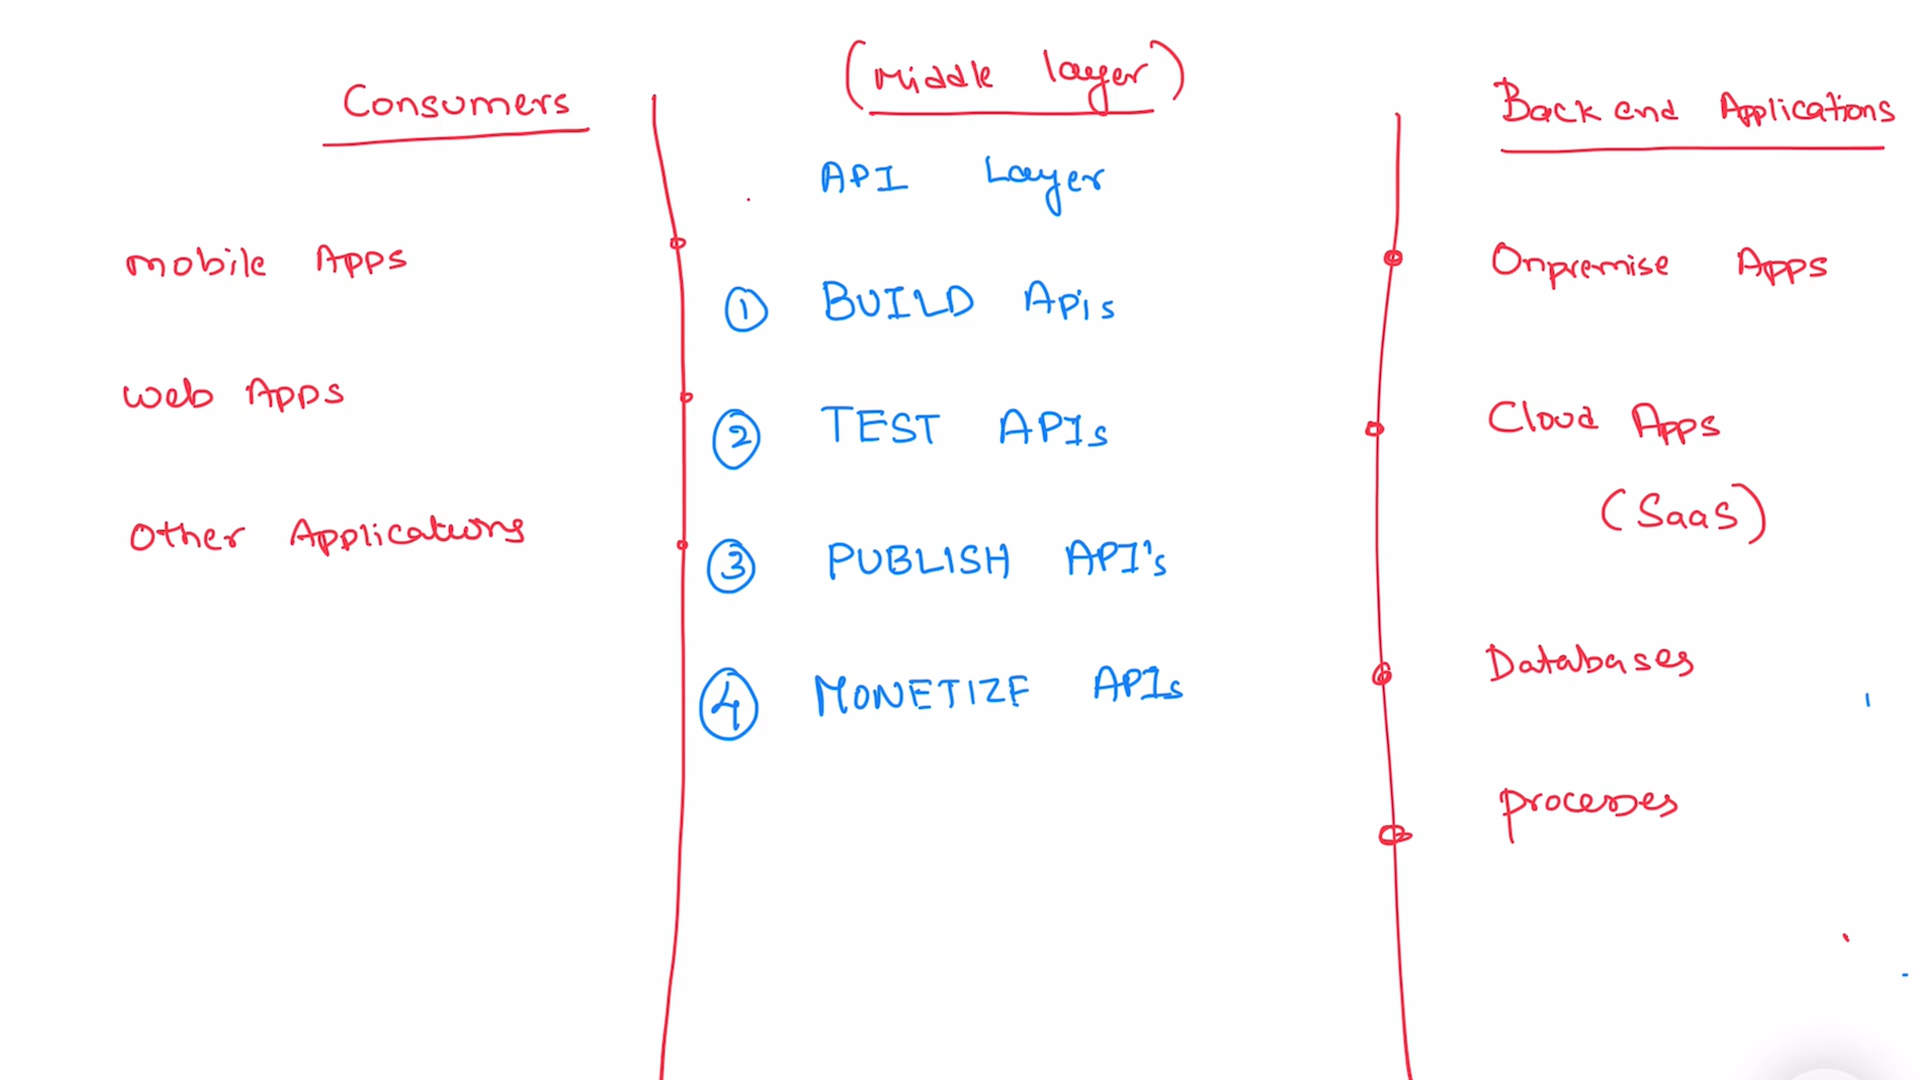 Consumers
mobile Apps
web Apps
Other Applications
(Middle layer)
API Layer
① BUILD Apis
② TEST APIs
③ PUBLISH API's
④ MONETIZE APIs
Back end Applications
Onpremise Apps
Cloud Apps
(SaaS)
Databases
processes